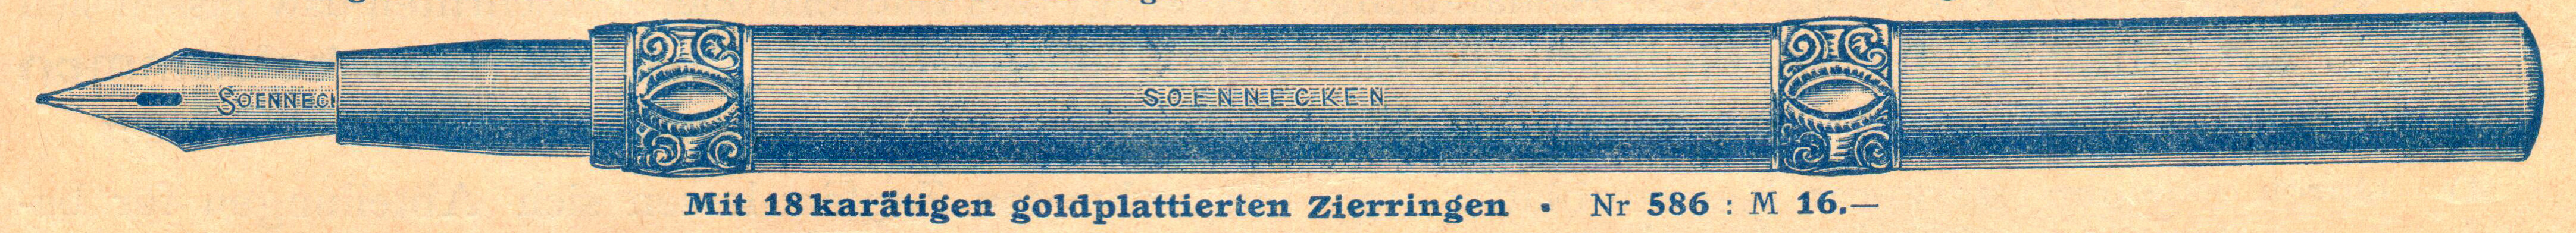 SOENNECK
SOENNECKEN
Mit 18 karätigen goldplattierten Zierringen • Nr 586 : M 16.—